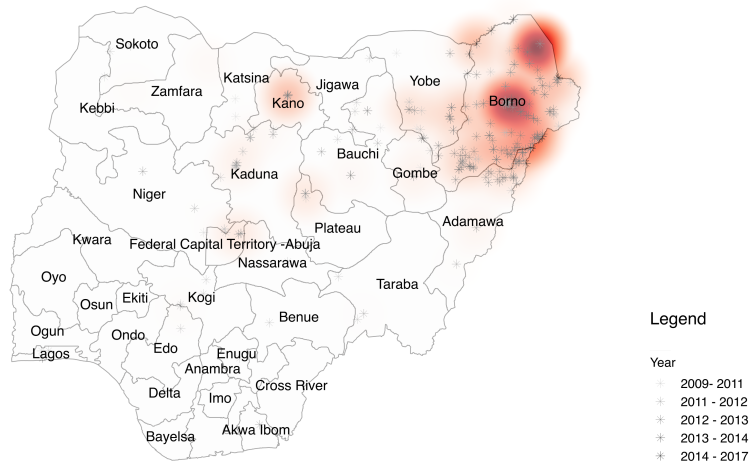 Sokoto
Katsina
Jigawa
Yobe
Borno
Zamfara
Kano
Kebbi
Bauchi
Kaduna
Gombe
Niger
Adamawa
Plateau
Kwara
Federal Capital Territory -Abuja
Nassarawa
Oyo
Taraba
Osun
Ekiti
Kogi
Benue
Ogun
Ondo
Edo
Lagos
Enugu
Anambra
Cross River
Delta
Imo
Bayelsa
Akwa Ibom
Legend
Year
2009- 2011
2011 - 2012
2012 - 2013
2013 - 2014
2014 - 2017